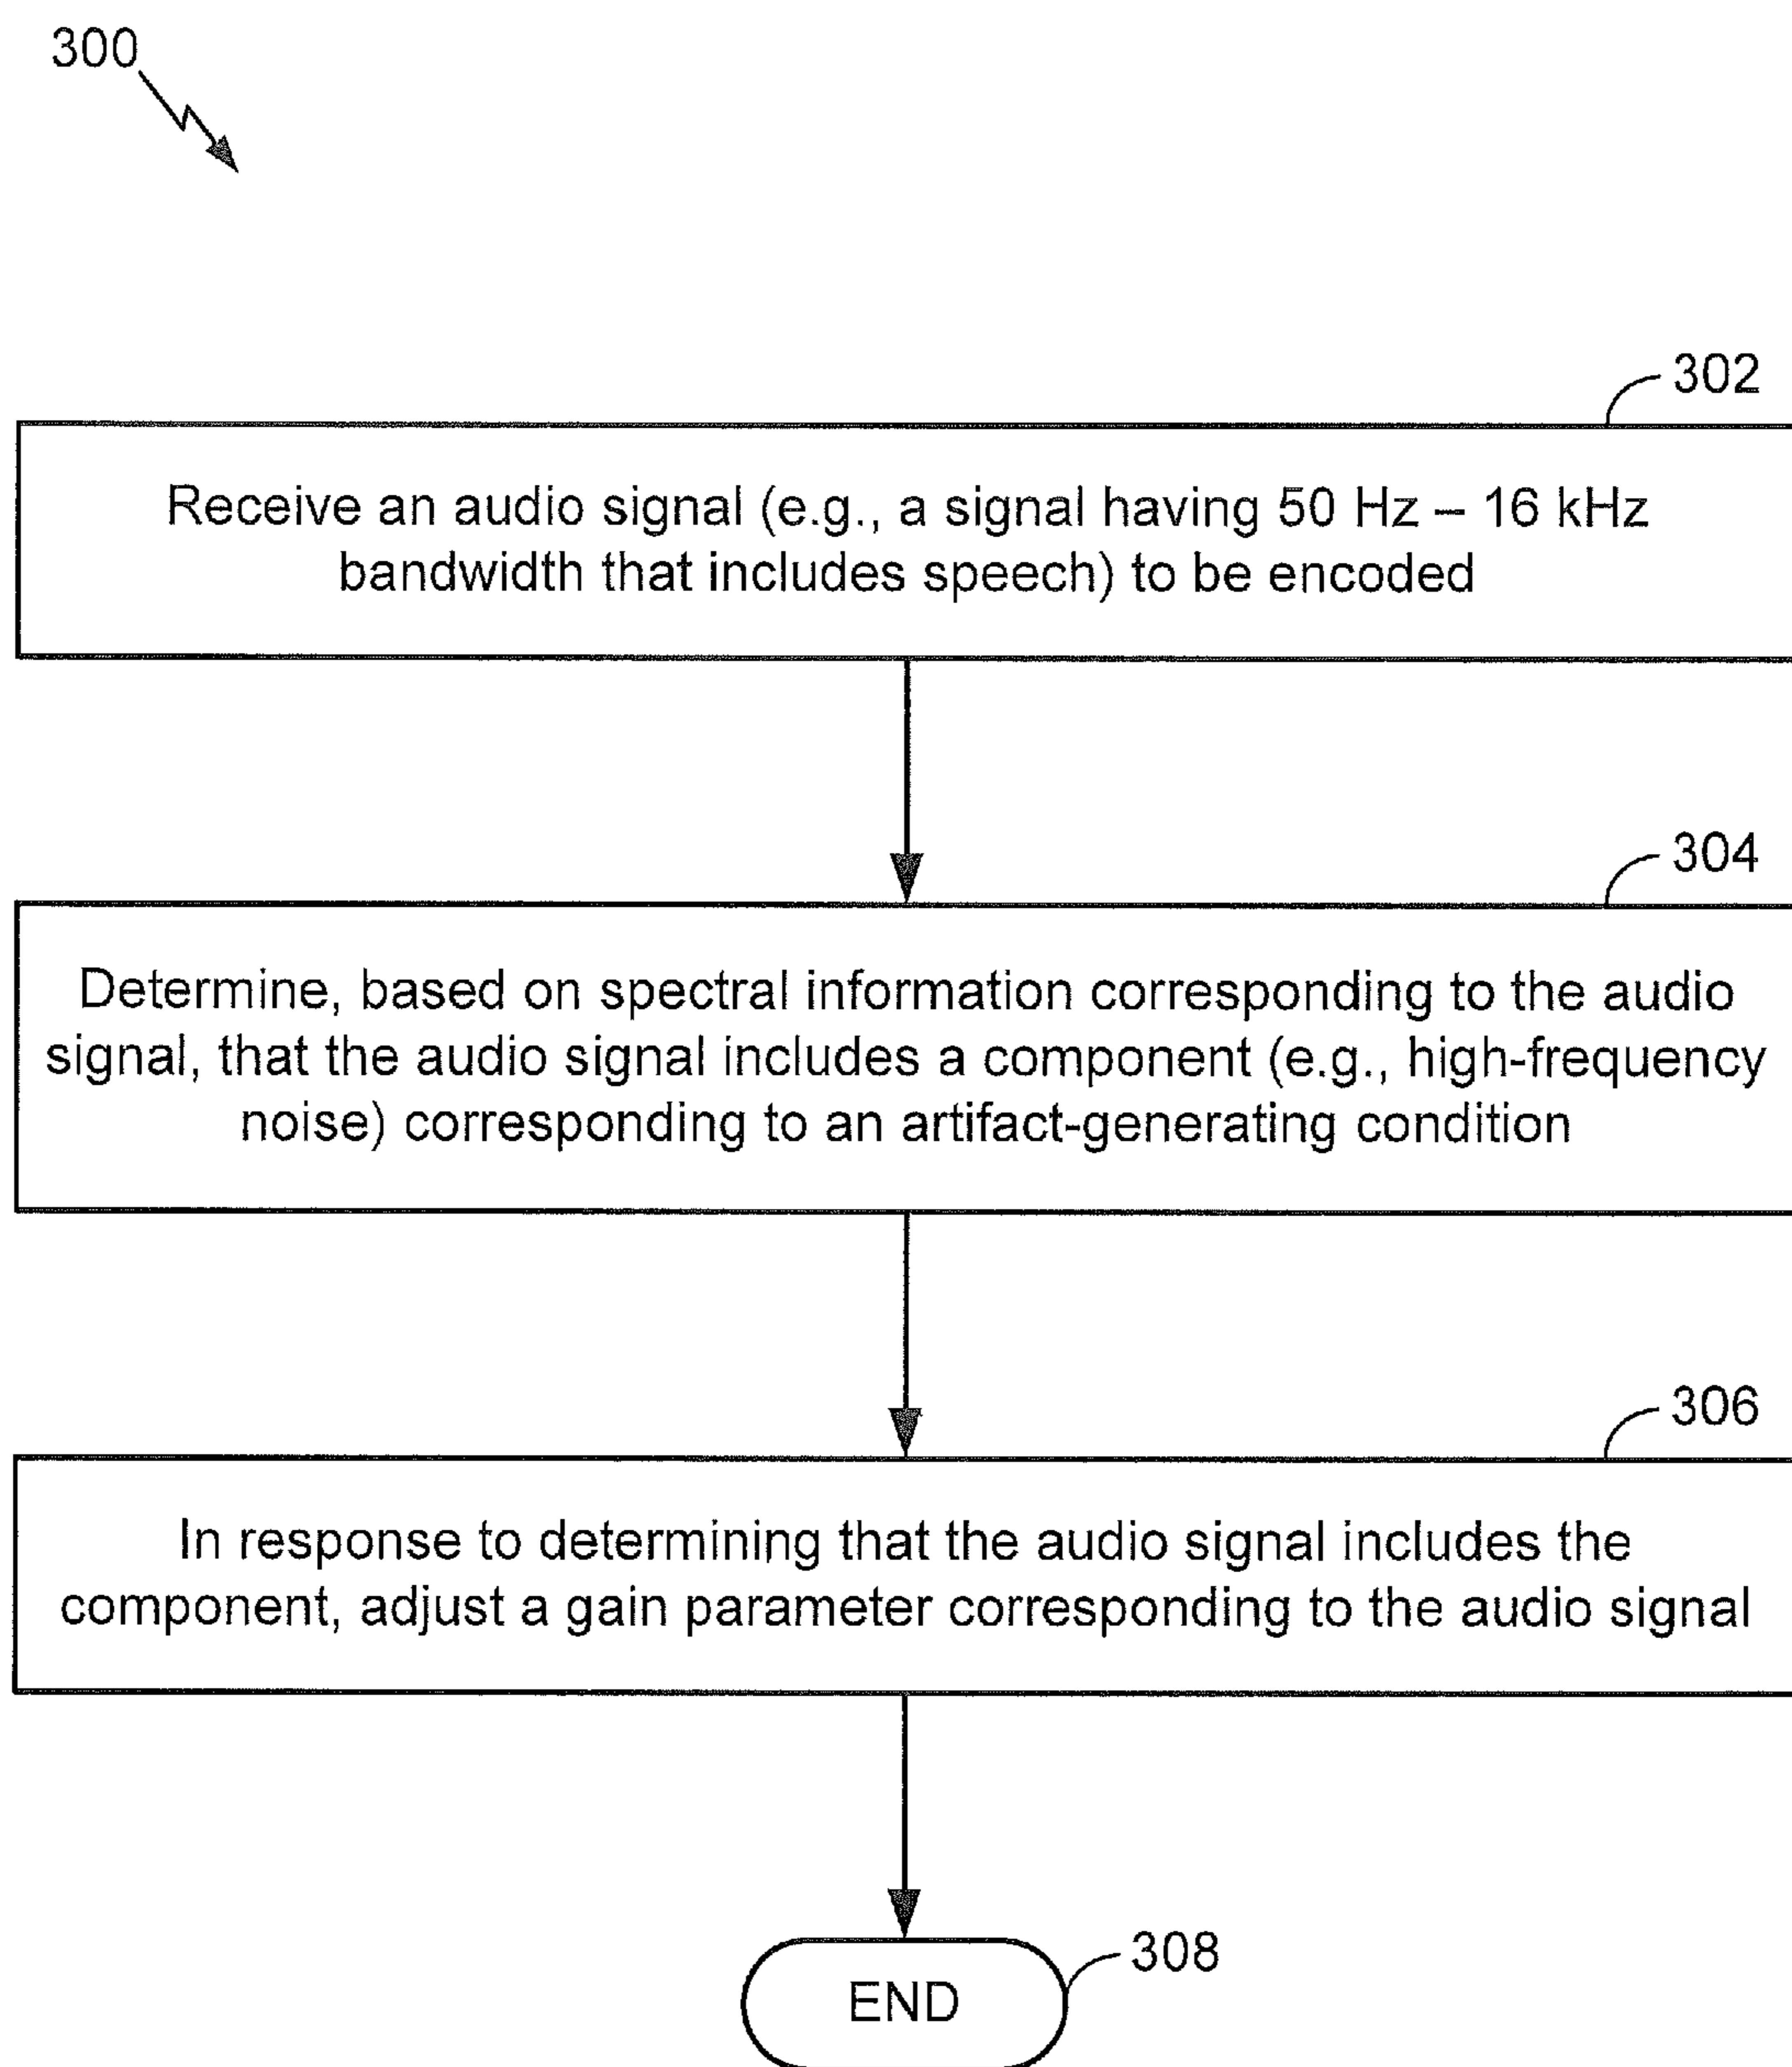 300
302
Receive an audio signal (e.g., a signal having 50 Hz – 16 kHz
bandwidth that includes speech) to be encoded
304
Determine, based on spectral information corresponding to the audio
signal, that the audio signal includes a component (e.g., high-frequency
noise) corresponding to an artifact-generating condition
306
In response to determining that the audio signal includes the
component, adjust a gain parameter corresponding to the audio signal
308
END